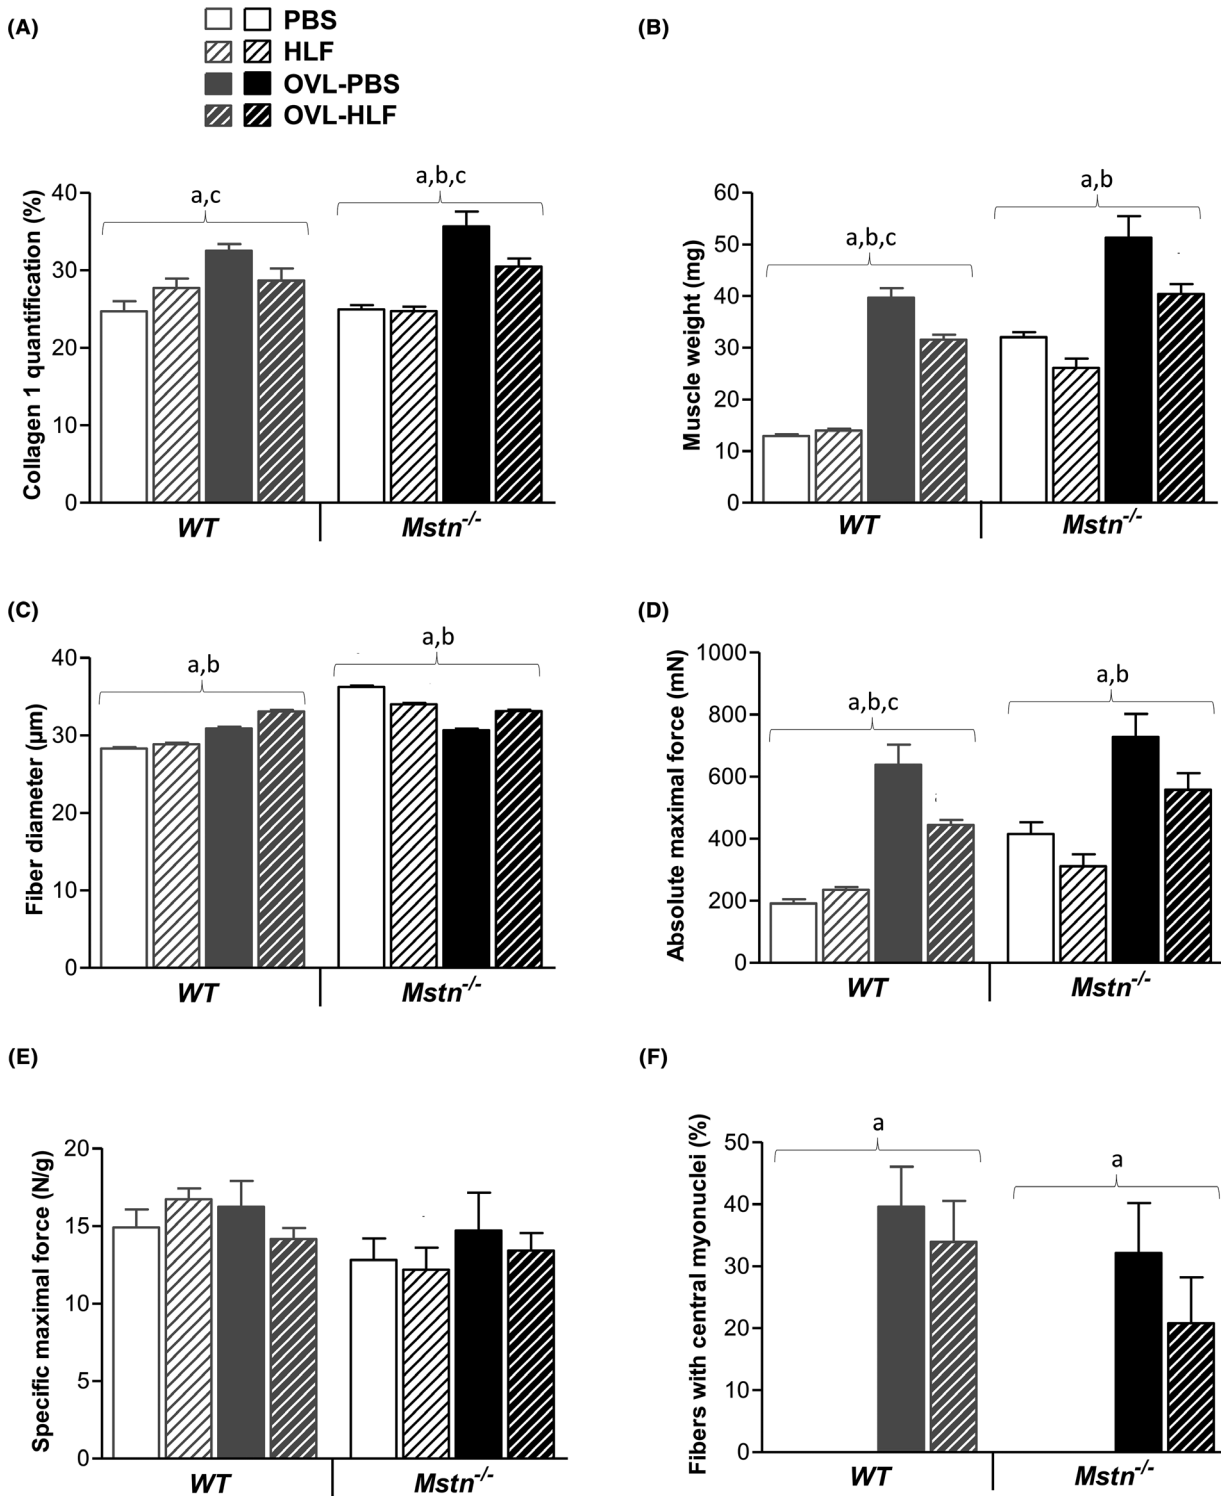 (A)
PBS
HLF
OVL-PBS
OVL-HLF
Collagen 1 quantification (%)
40
30
20
10
0
a,c
a,b,c
WT
Mstn-/-
(B)
Muscle weight (mg)
60
50
40
30
20
10
0
a,b,c
a,b
WT
Mstn-/-
(C)
Fiber diameter (µm)
40
30
20
10
0
a,b
a,b
WT
Mstn-/-
(D)
Absolute maximal force (mN)
1000
800
600
400
200
0
a,b,c
a,b
WT
Mstn-/-
(E)
Specific maximal force (N/g)
20
15
10
5
0
WT
Mstn-/-
(F)
Fibers with central myonuclei (%)
50
40
30
20
10
0
a
a
WT
Mstn-/-